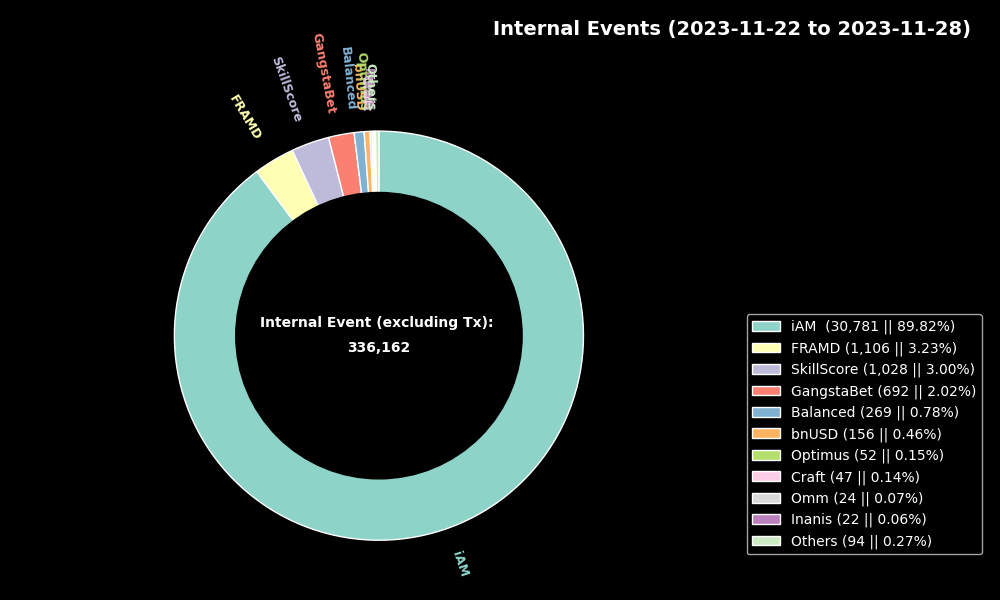 Internal Events (2023-11-22 to 2023-11-28)
FRAMD
SkillScore
GangstaBet
Balanced
bnUSD
Others
Internal Event (excluding Tx):
336,162
iAM
iAM  (30,781 || 89.82%)
FRAMD (1,106 || 3.23%)
SkillScore (1,028 || 3.00%)
GangstaBet (692 || 2.02%)
Balanced (269 || 0.78%)
bnUSD (156 || 0.46%)
Optimus (52 || 0.15%)
Craft (47 || 0.14%)
Omm (24 || 0.07%)
Inanis (22 || 0.06%)
Others (94 || 0.27%)